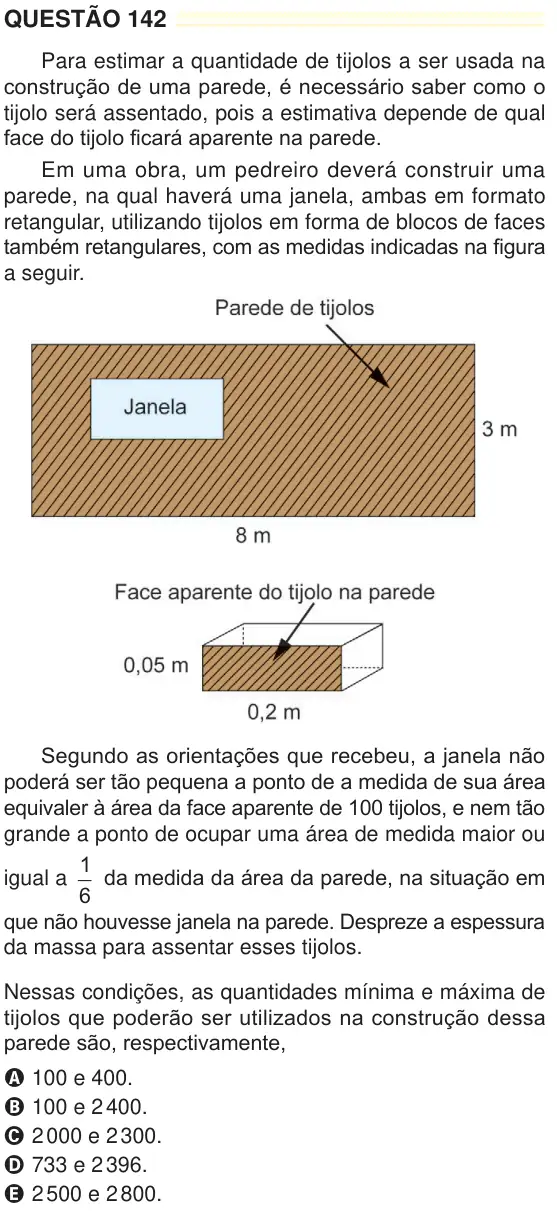 QUESTÃO 142
Para estimar a quantidade de tijolos a ser usada na
construção de uma parede, é necessário saber como o
tijolo será assentado, pois a estimativa depende de qual
face do tijolo ficará aparente na parede.
Em uma obra, um pedreiro deverá construir uma
parede, na qual haverá uma janela, ambas em formato
retangular, utilizando tijolos em forma de blocos de faces
também retangulares, com as medidas indicadas na figura
a seguir.
Parede de tijolos
Janela
3 m
8 m
Face aparente do tijolo na parede
0,05 m
0,2 m
Segundo as orientações que recebeu, a janela não
poderá ser tão pequena a ponto de a medida de sua área
equivaler à área da face aparente de 100 tijolos, e nem tão
grande a ponto de ocupar uma área de medida maior ou
igual a 1/6 da medida da área da parede, na situação em
que não houvesse janela na parede. Despreze a espessura
da massa para assentar esses tijolos.
Nessas condições, as quantidades mínima e máxima de
tijolos que poderão ser utilizados na construção dessa
parede são, respectivamente,
A 100 e 400.
B 100 e 2 400.
C 2 000 e 2 300.
D 733 e 2 396.
E 2 500 e 2 800.